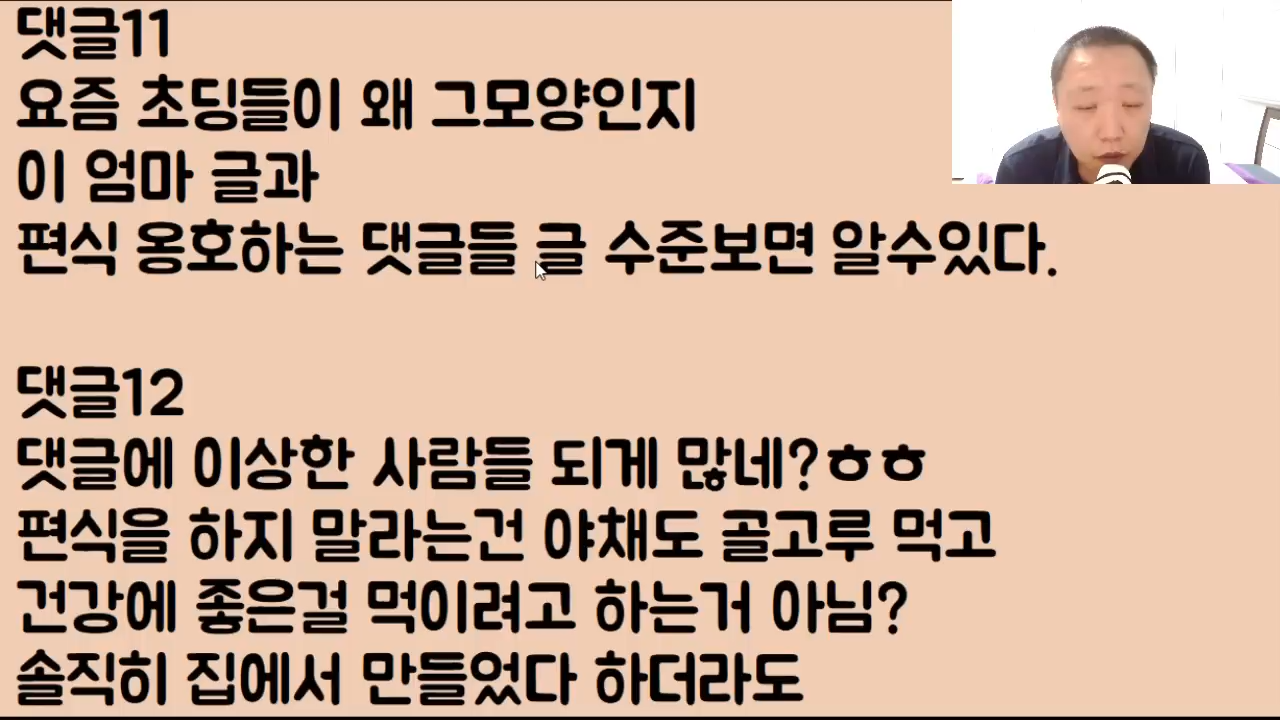 댓글11
요즘 초딩들이 왜 그모양인지
이 엄마 글과
편식 옹호하는 댓글들 글 수준보면 알수있다.
댓글12
댓글에 이상한 사람들 되게 많네?ㅎㅎ
편식을 하지 말라는건 야채도 골고루 먹고
건강에 좋은걸 먹이려고 하는거 아님?
솔직히 집에서 만들었다 하더라도